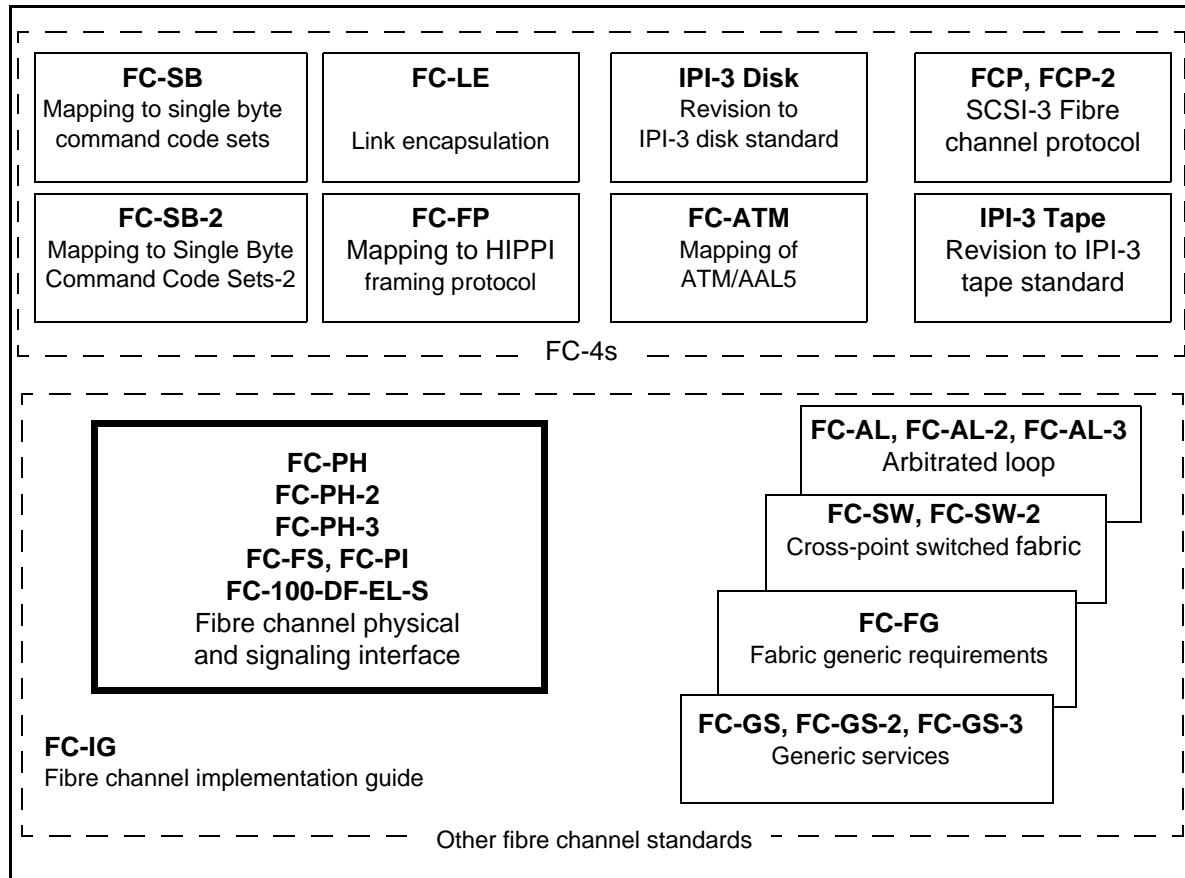 FC-SB
Mapping to single byte
command code sets
FC-LE
Link encapsulation
IPI-3 Disk
Revision to
IPI-3 disk standard
FCP, FCP-2
SCSI-3 Fibre
channel protocol
FC-SB-2
Mapping to Single Byte
Command Code Sets-2
FC-FP
Mapping to HIPPI
framing protocol
FC-ATM
Mapping of
ATM/AAL5
IPI-3 Tape
Revision to IPI-3
tape standard
FC-4s
FC-PH
FC-PH-2
FC-PH-3
FC-FS, FC-PI
FC-100-DF-EL-S
Fibre channel physical
and signaling interface
FC-AL, FC-AL-2, FC-AL-3
Arbitrated loop
FC-SW, FC-SW-2
Cross-point switched fabric
FC-FG
Fabric generic requirements
FC-GS, FC-GS-2, FC-GS-3
Generic services
FC-IG
Fibre channel implementation guide
Other fibre channel standards